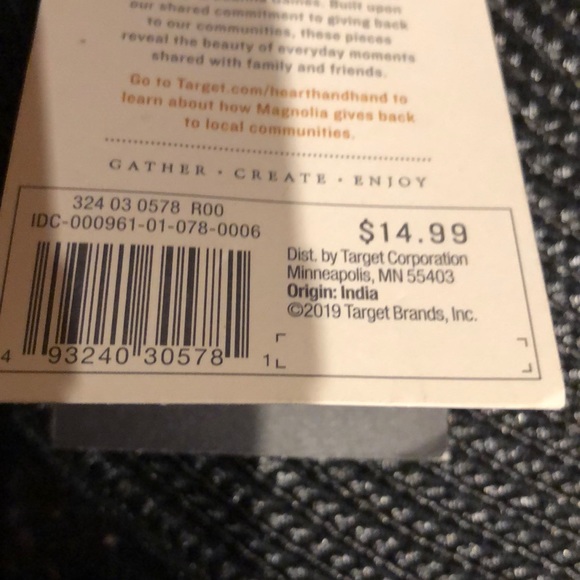 Built upon
our shared commitment to giving back
to our communities, these pieces
reveal the beauty of everyday moments
shared with family and friends.
Go to Target.com/hearthandhand to
learn about how Magnolia gives back
to local communities.
GATHER · CREATE · ENJOY
324 03 0578 R00
IDC-000961-01-078-0006
$14.99
Dist. by Target Corporation
Minneapolis, MN 55403
Origin: India
©2019 Target Brands, Inc.
4 93240 30578 1